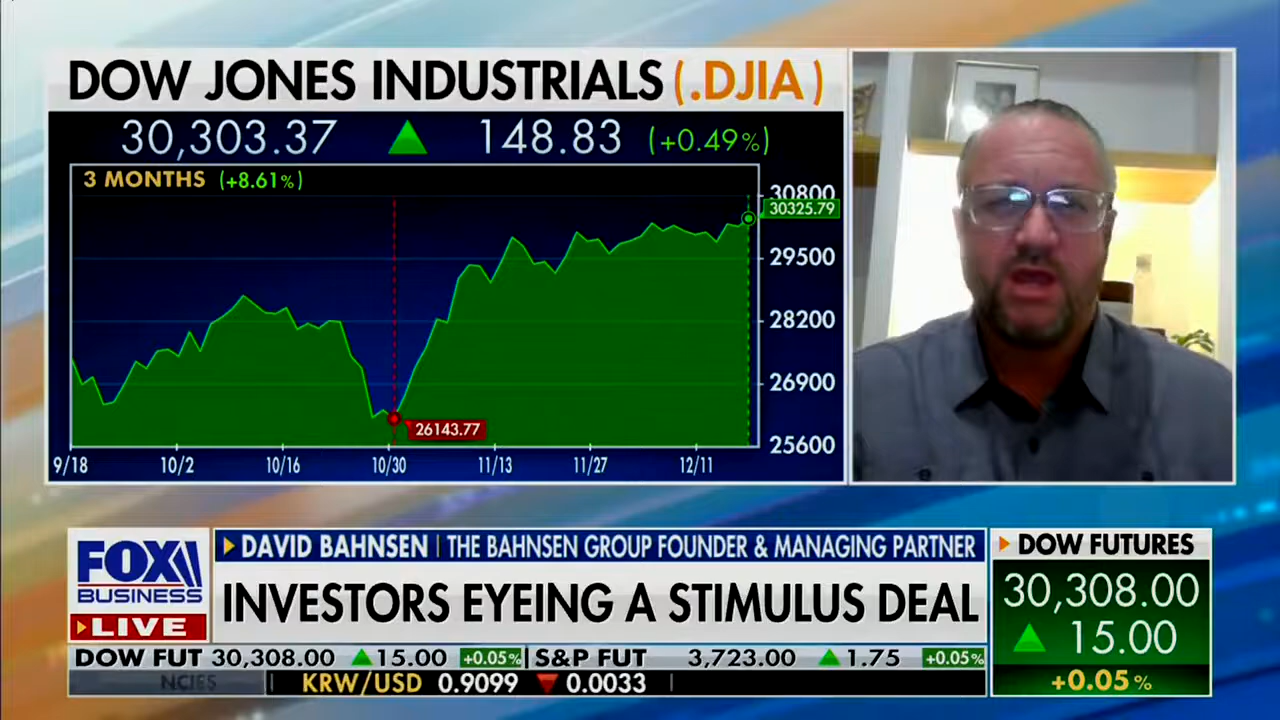 DOW JONES INDUSTRIALS (.DJIA)
30,303.37 ▲ 148.83 (+0.49%)
3 MONTHS (+8.61%)
30800
30325.79
29500
28200
26900
26143.77
25600
9/18 10/2 10/16 10/30 11/13 11/27 12/11
FOX BUSINESS
LIVE
DAVID BAHNSEN | THE BAHNSEN GROUP FOUNDER & MANAGING PARTNER
INVESTORS EYEING A STIMULUS DEAL
DOW FUTURES
30,308.00
▲ 15.00
+0.05%
DOW FUT 30,308.00 ▲ 15.00 +0.05% S&P FUT 3,723.00 ▲ 1.75 +0.05%
NCIES KRW/USD 0.9099 ▼ 0.0033